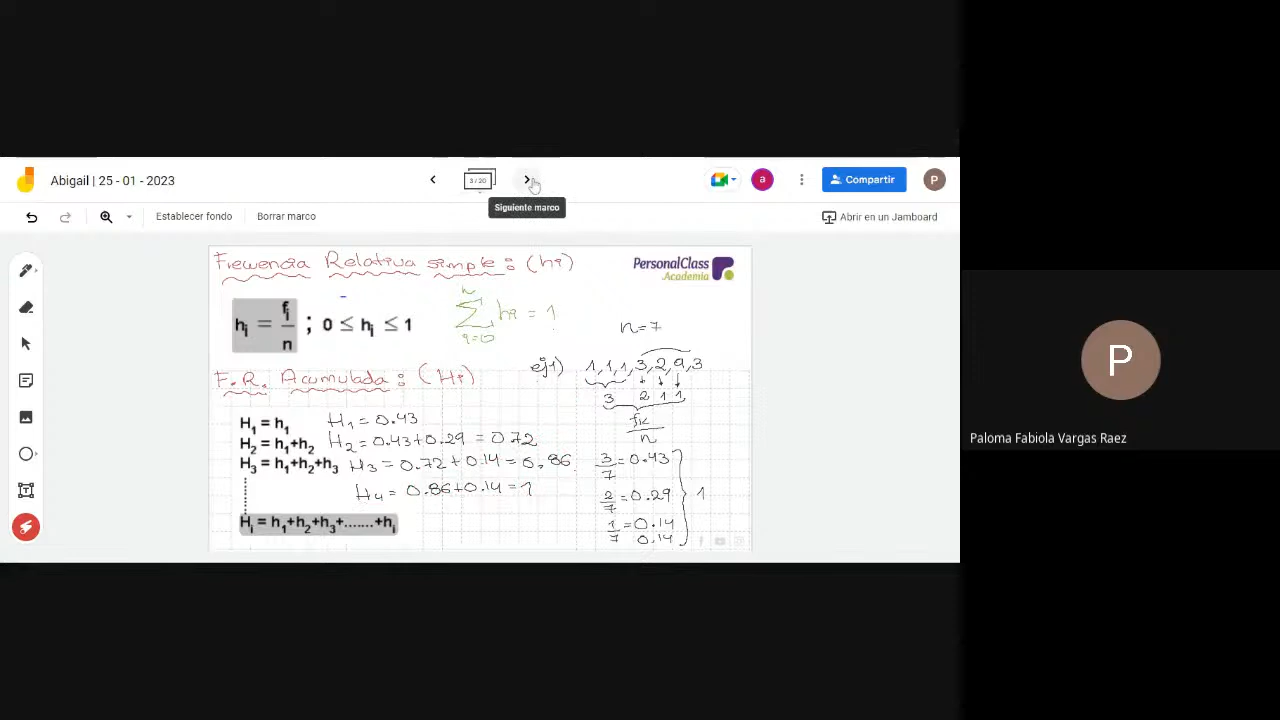 Abigail | 25 - 01 - 2023
3 / 20
a
Compartir
P
Siguiente marco
Establecer fondo
Borrar marco
Abrir en un Jamboard
Frecuencia Relativa simple : (hi)
PersonalClass
Academia
hᵢ = fᵢ/n ; 0 ≤ hᵢ ≤ 1
∑ hi = 1
n=7
ej1) 1,1,1,3,2,9,3
3 2 1 1
F.R. Acumulada : (Hi)
fk/n
H₁ = h₁ H₁ = 0.43
H₂ = h₁+h₂ H₂ = 0.43+0.29 = 0.72
H₃ = h₁+h₂+h₃ H₃ = 0.72+0.14 = 0.86
H₄ = 0.86+0.14 = 1
Hᵢ = h₁+h₂+h₃+.......+hᵢ
3/7 = 0.43
2/7 = 0.29 } 1
1/7 = 0.14
0.14
P
Paloma Fabiola Vargas Raez